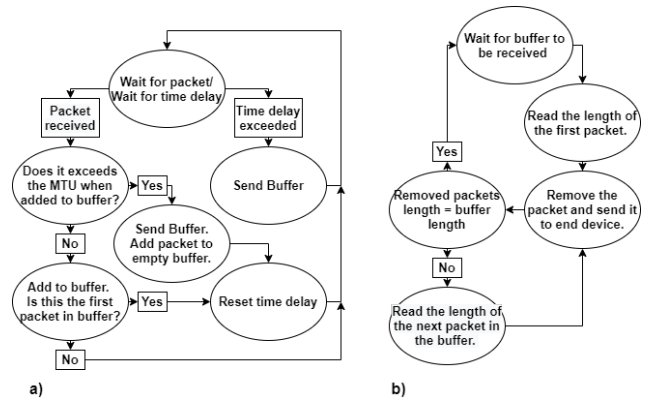 Wait for packet/
Wait for time delay
Packet
received
Time delay
exceeded
Does it exceeds
the MTU when
added to buffer?
Yes
Send Buffer
Send Buffer.
Add packet to
empty buffer.
No
Add to buffer.
Is this the first
packet in buffer?
Yes
Reset time delay
No
a)
Wait for buffer to
be received
Read the length of
the first packet.
Yes
Removed packets
length = buffer
length
Remove the
packet and send it
to end device.
No
Read the length of
the next packet in
the buffer.
b)